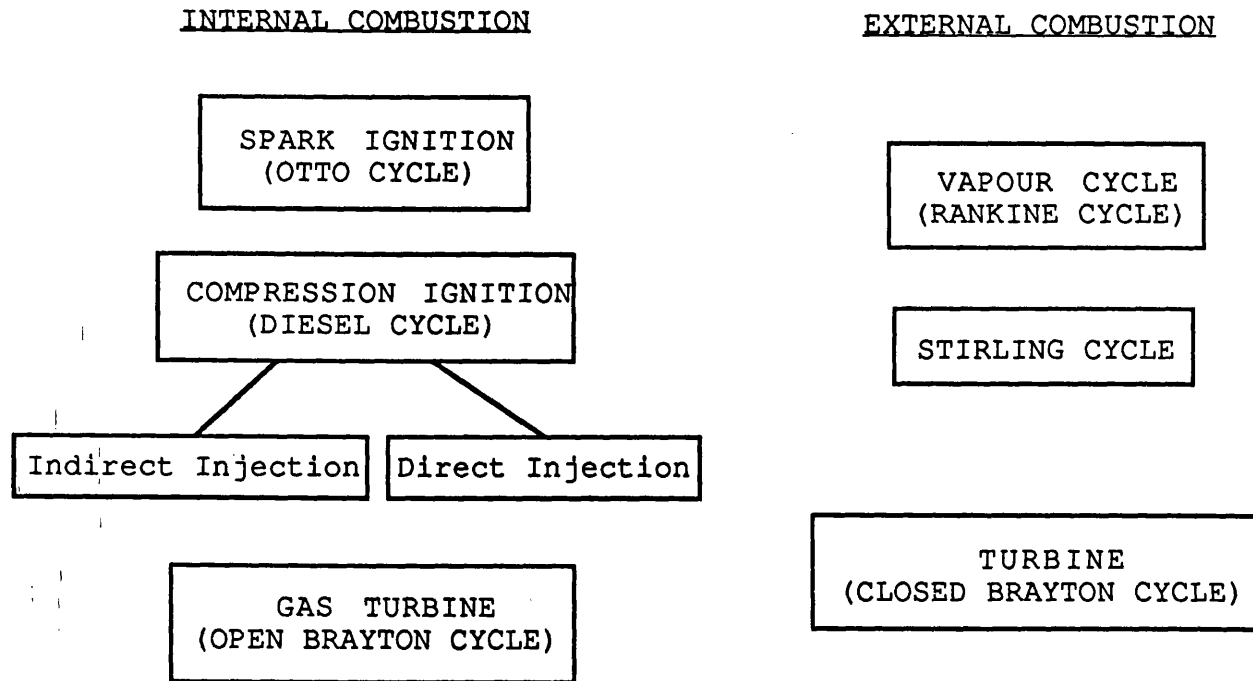 INTERNAL COMBUSTION
SPARK IGNITION
(OTTO CYCLE)
COMPRESSION IGNITION
(DIESEL CYCLE)
Indirect Injection
Direct Injection
GAS TURBINE
(OPEN BRAYTON CYCLE)
EXTERNAL COMBUSTION
VAPOUR CYCLE
(RANKINE CYCLE)
STIRLING CYCLE
TURBINE
(CLOSED BRAYTON CYCLE)